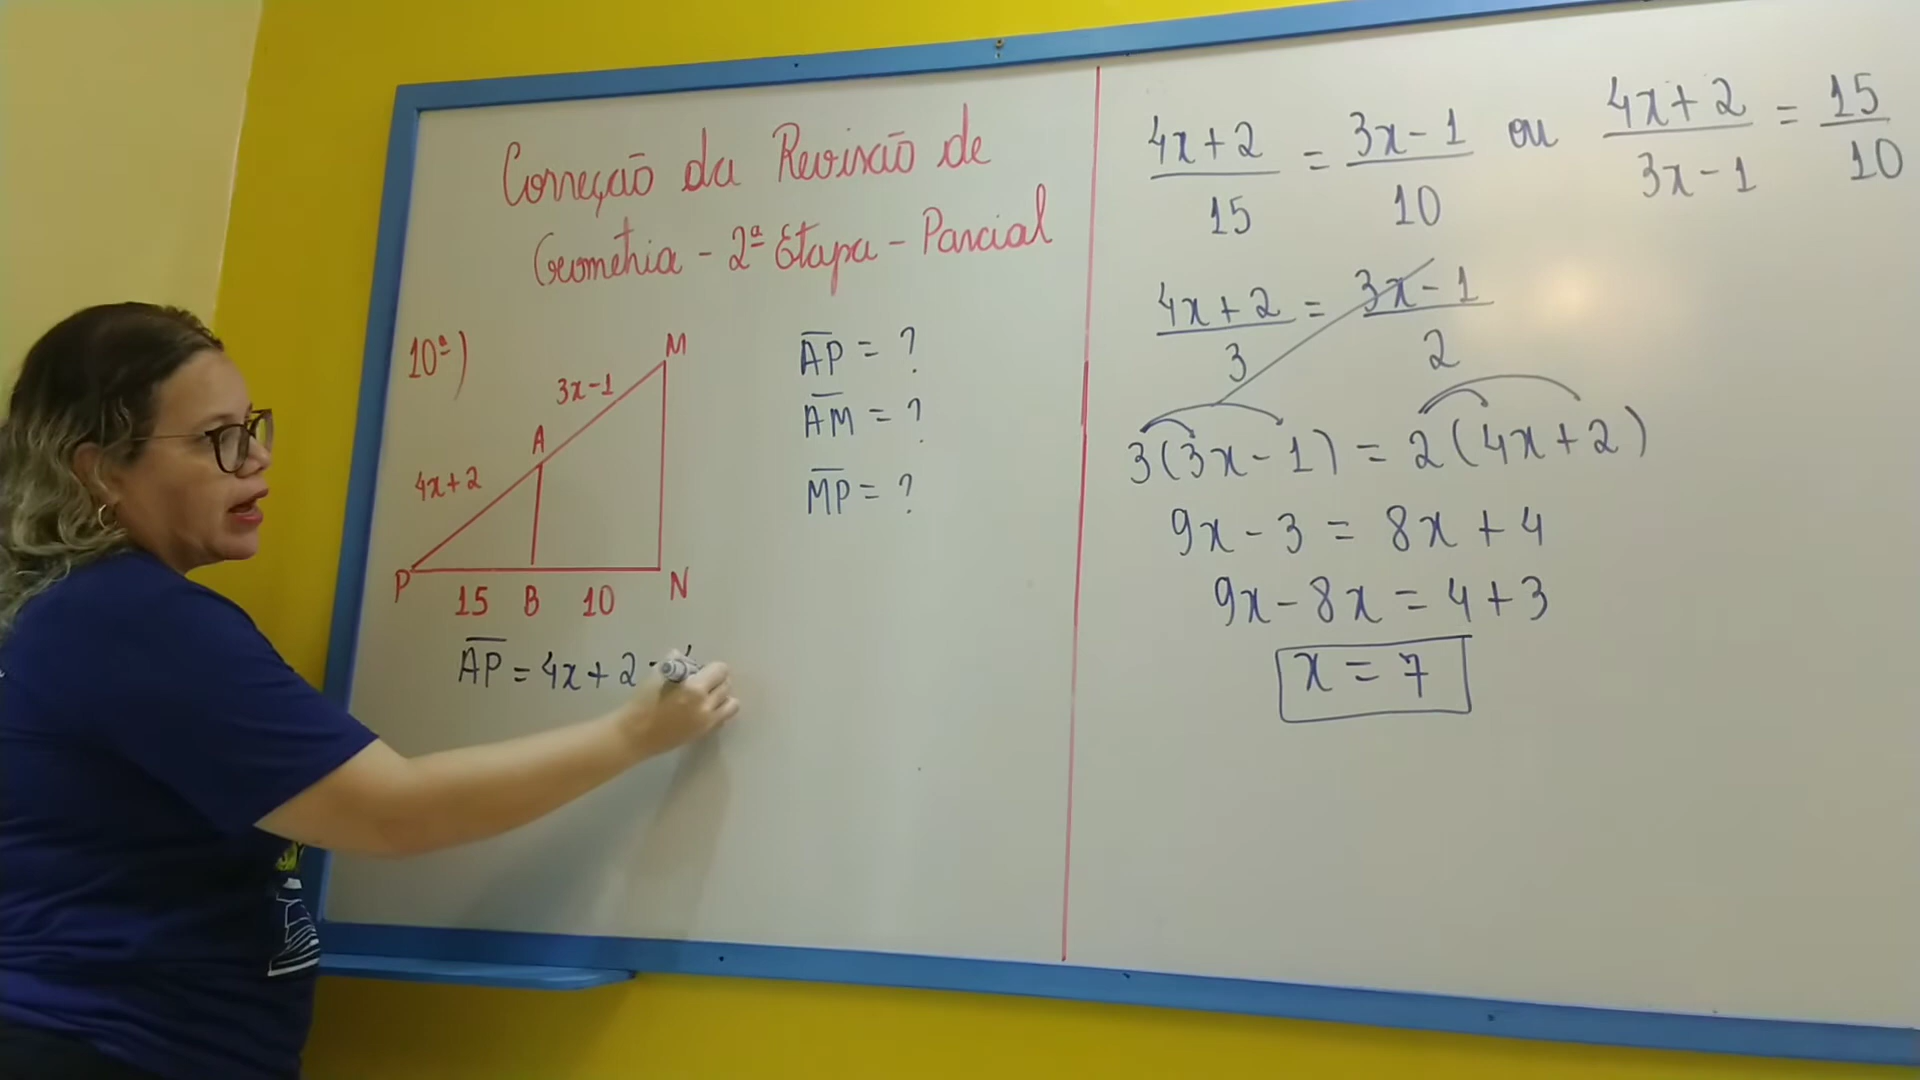 Correção da Revisão de
Geometria - 2ª Etapa - Parcial
10ª)
M
3x-1
A
4x+2
P
15 B 10 N
AP = ?
AM = ?
MP = ?
AP = 4x+2 =
4x+2/15 = 3x-1/10 ou 4x+2/3x-1 = 15/10
4x+2/3 = 3x-1/2
3(3x-1) = 2(4x+2)
9x-3 = 8x+4
9x-8x = 4+3
x = 7